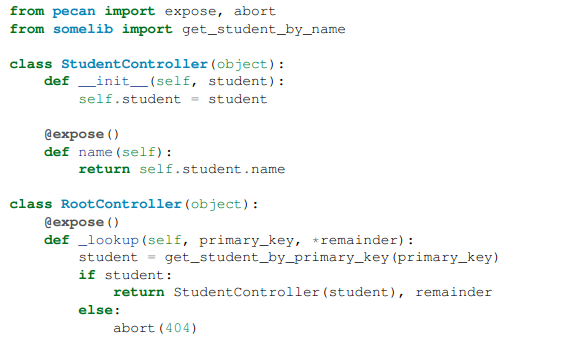 from pecan import expose, abort
from somelib import get_student_by_name

class StudentController(object):
    def __init__(self, student):
        self.student = student

    @expose()
    def name(self):
        return self.student.name

class RootController(object):
    @expose()
    def _lookup(self, primary_key, *remainder):
        student = get_student_by_primary_key(primary_key)
        if student:
            return StudentController(student), remainder
        else:
            abort(404)